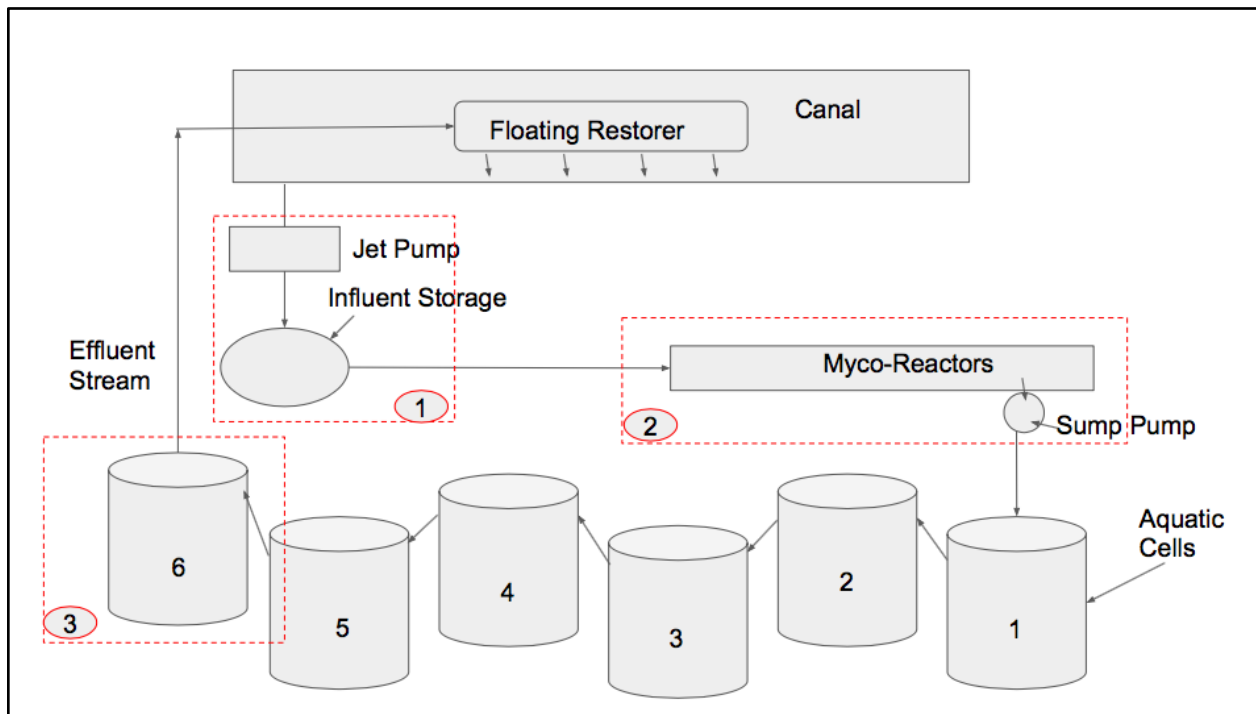 Canal
Floating Restorer
Jet Pump
Influent Storage
Effluent
Stream
1
Myco-Reactors
2
Sump Pump
Aquatic
Cells
6
5
4
3
2
1
3